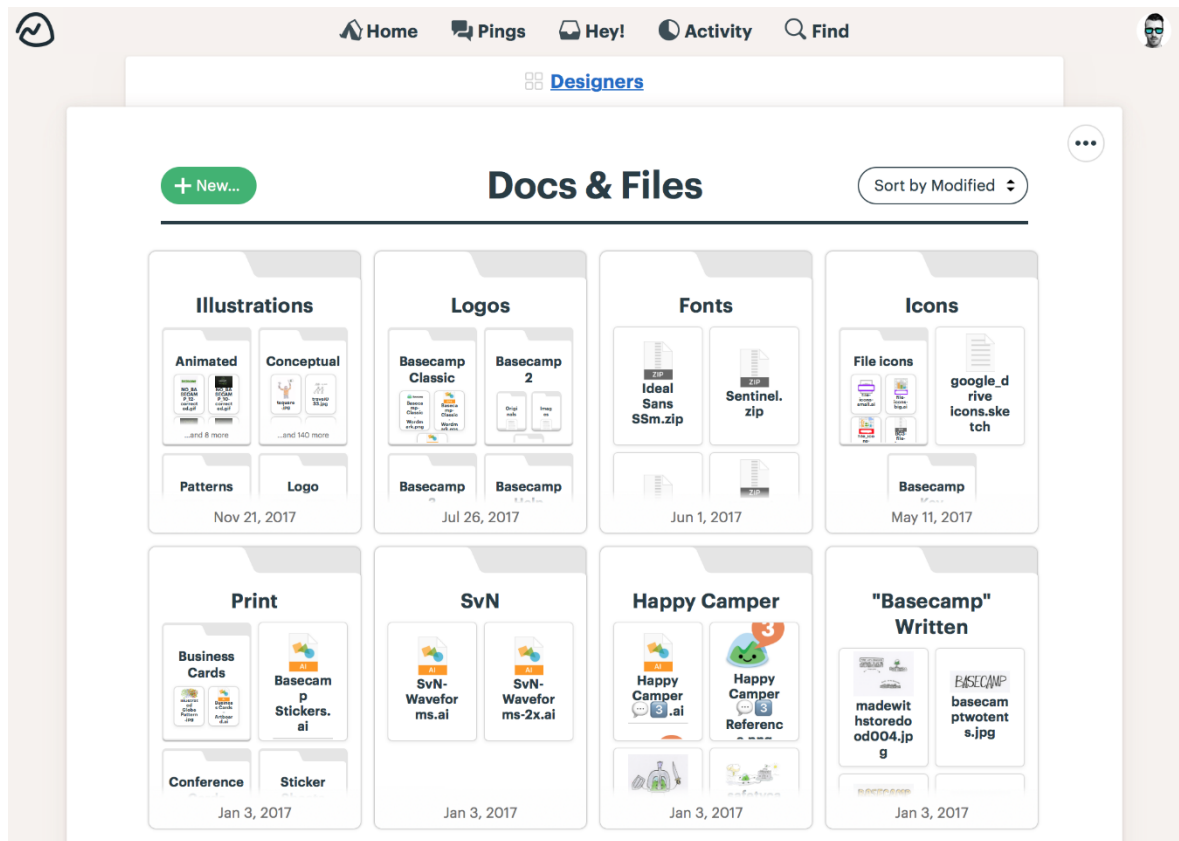 Home Pings Hey! Activity Find
Designers
+ New...
Docs & Files
Sort by Modified
Illustrations
Animated
Conceptual
...and 8 more
...and 140 more
Patterns
Logo
Nov 21, 2017
Logos
Basecamp
Classic
Basecamp
2
Basecamp
Basecamp
Jul 26, 2017
Fonts
ZIP
Ideal
Sans
SSm.zip
ZIP
Sentinel.
zip
ZIP
Jun 1, 2017
Icons
File icons
google_d
rive
icons.ske
tch
Basecamp
May 11, 2017
Print
Business
Cards
AI
Basecam
p
Stickers.
ai
Conference
Sticker
Jan 3, 2017
SvN
AI
SvN-
Wavefor
ms.ai
AI
SvN-
Wavefor
ms-2x.ai
Jan 3, 2017
Happy Camper
AI
Happy
Camper
💬3️⃣.ai
3
Happy
Camper
💬3️⃣
Referenc
Jan 3, 2017
"Basecamp"
Written
madewit
hstoredo
od004.jp
g
BASECAMP
basecam
ptwotent
s.jpg
Jan 3, 2017